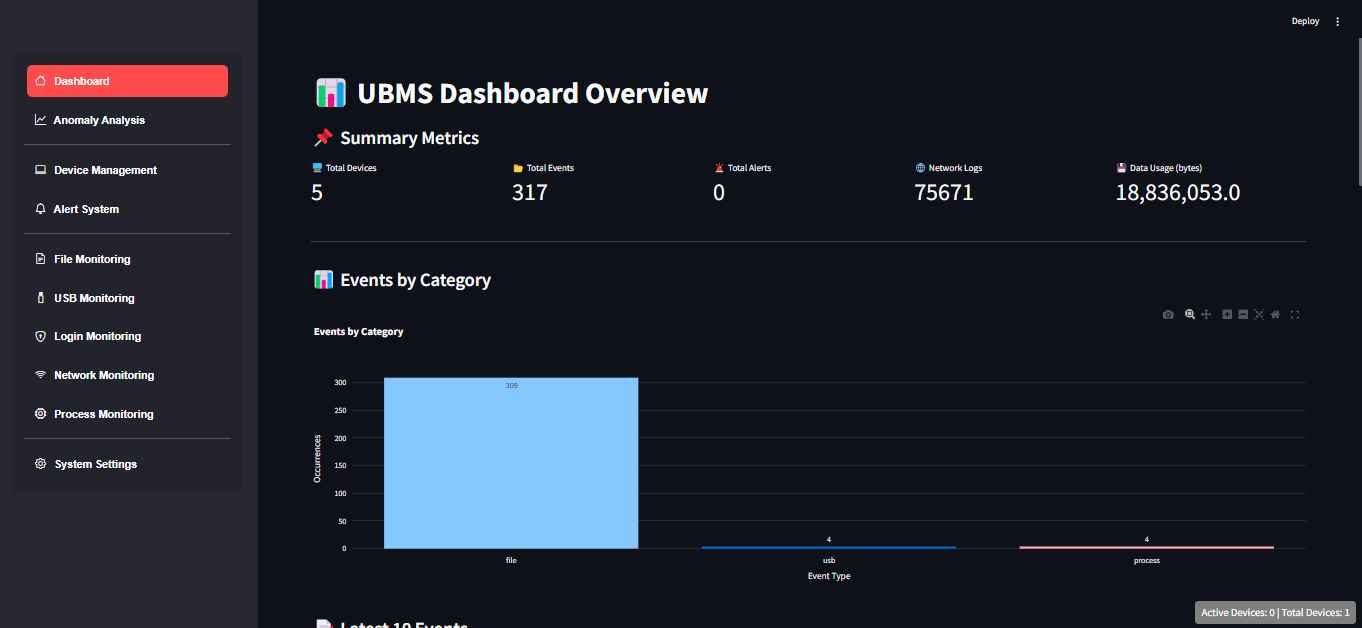 Deploy
Dashboard
Anomaly Analysis
Device Management
Alert System
File Monitoring
USB Monitoring
Login Monitoring
Network Monitoring
Process Monitoring
System Settings
UBMS Dashboard Overview
Summary Metrics
Total Devices Total Events Total Alerts Network Logs Data Usage (bytes)
5 317 0 75671 18,836,053.0
Events by Category
Events by Category
300
250
200
150
100
50
0
Occurrences
309
4
4
file usb process
Event Type
Latest 10 Events
Active Devices: 0 | Total Devices: 1